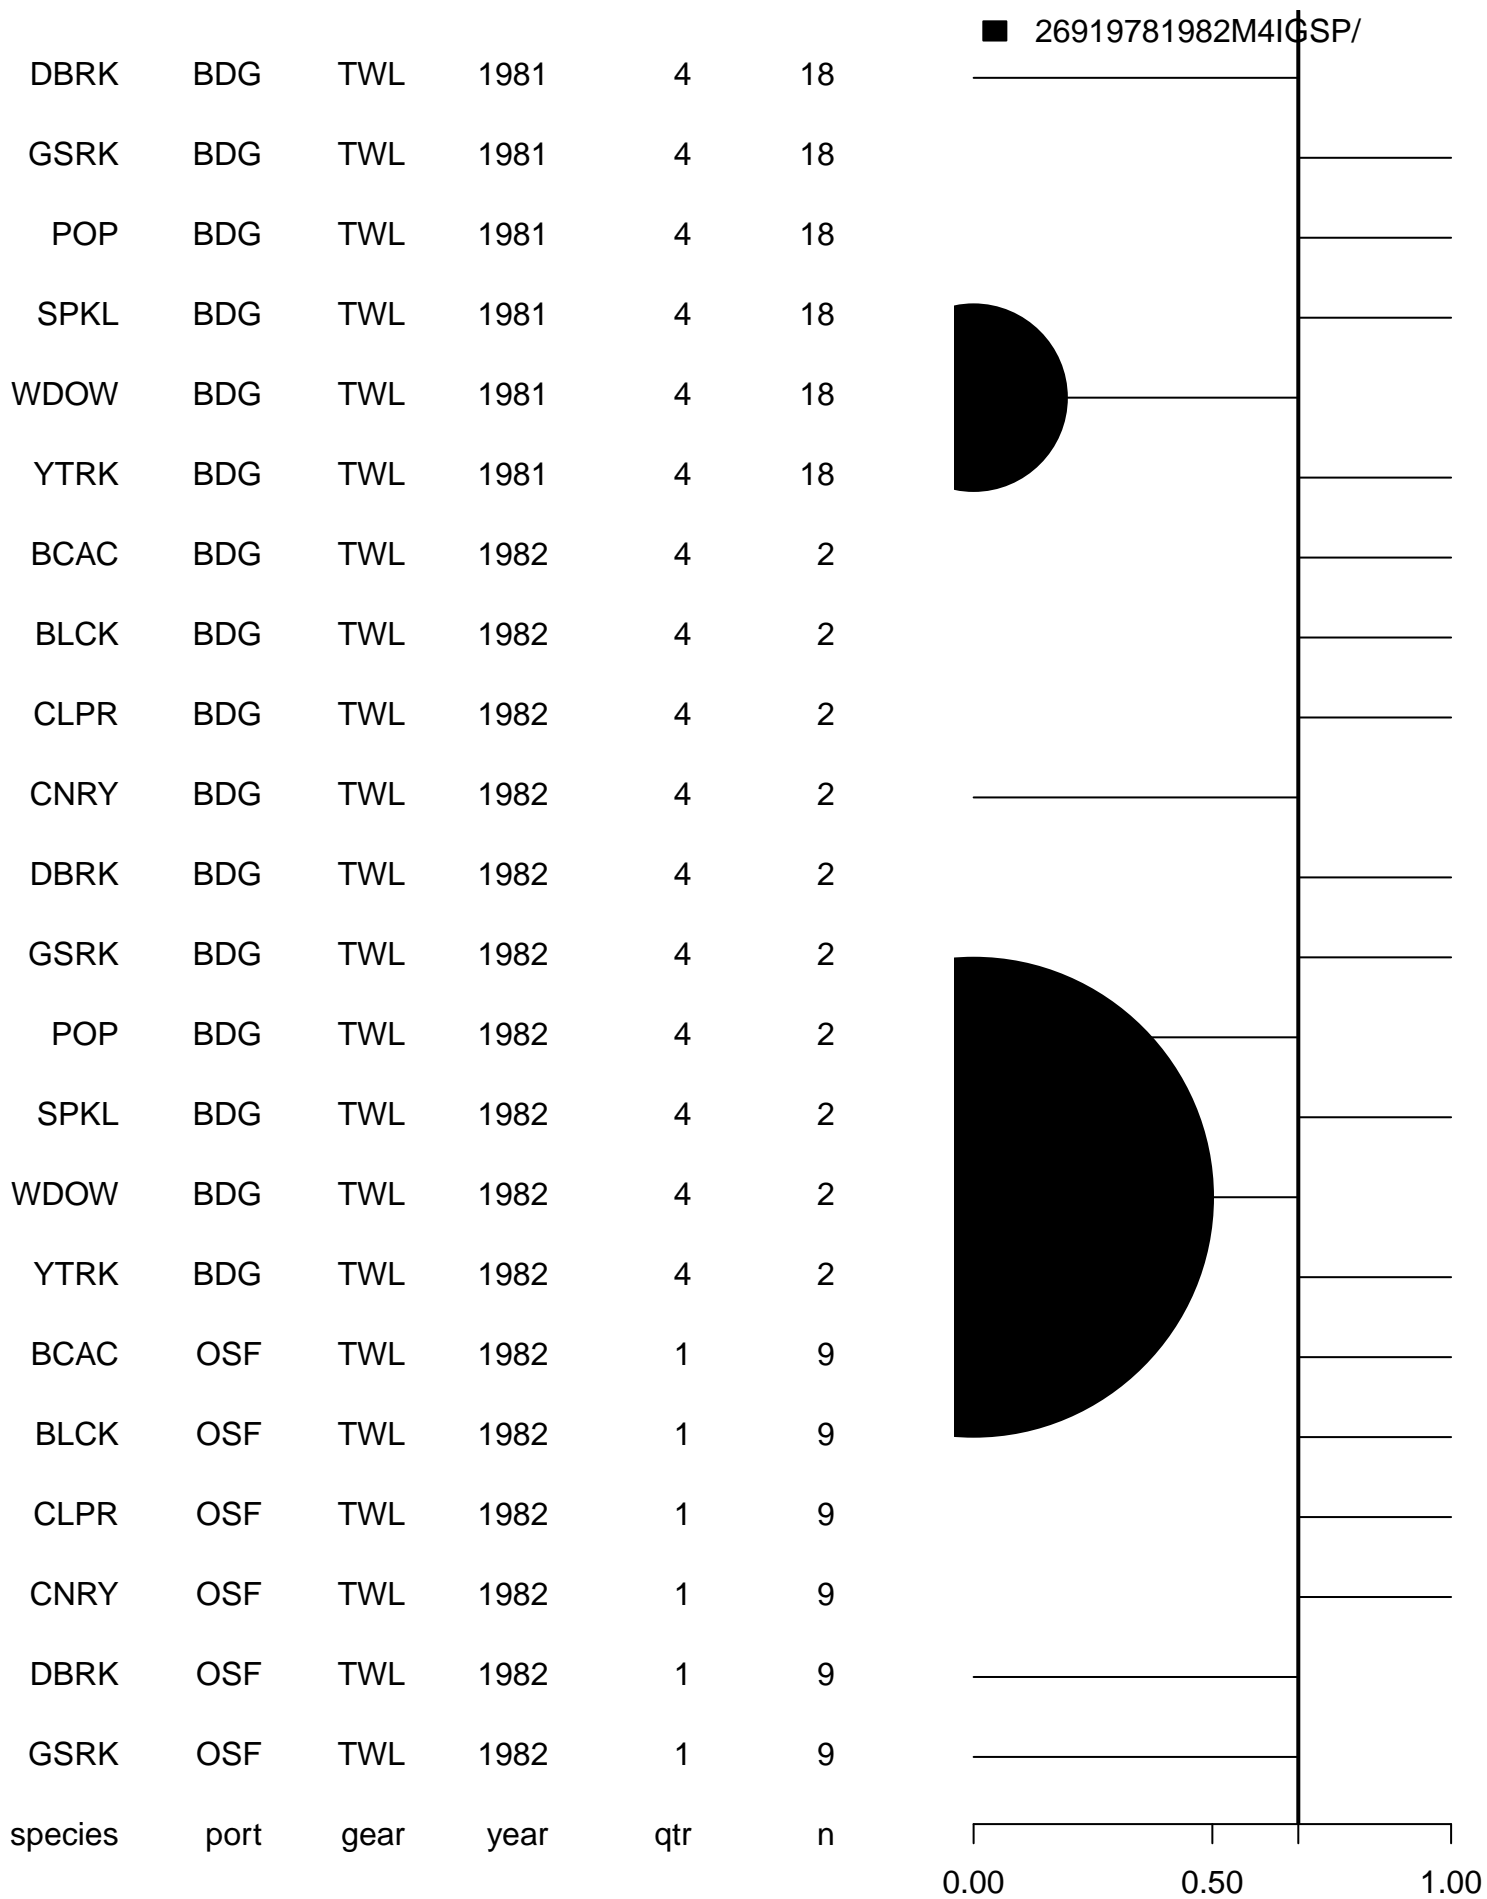 26919781982M4IGSP/
DBRK BDG TWL 1981 4 18
GSRK BDG TWL 1981 4 18
POP BDG TWL 1981 4 18
SPKL BDG TWL 1981 4 18
WDOW BDG TWL 1981 4 18
YTRK BDG TWL 1981 4 18
BCAC BDG TWL 1982 4 2
BLCK BDG TWL 1982 4 2
CLPR BDG TWL 1982 4 2
CNRY BDG TWL 1982 4 2
DBRK BDG TWL 1982 4 2
GSRK BDG TWL 1982 4 2
POP BDG TWL 1982 4 2
SPKL BDG TWL 1982 4 2
WDOW BDG TWL 1982 4 2
YTRK BDG TWL 1982 4 2
BCAC OSF TWL 1982 1 9
BLCK OSF TWL 1982 1 9
CLPR OSF TWL 1982 1 9
CNRY OSF TWL 1982 1 9
DBRK OSF TWL 1982 1 9
GSRK OSF TWL 1982 1 9
species port gear year qtr n
0.00 0.50 1.00